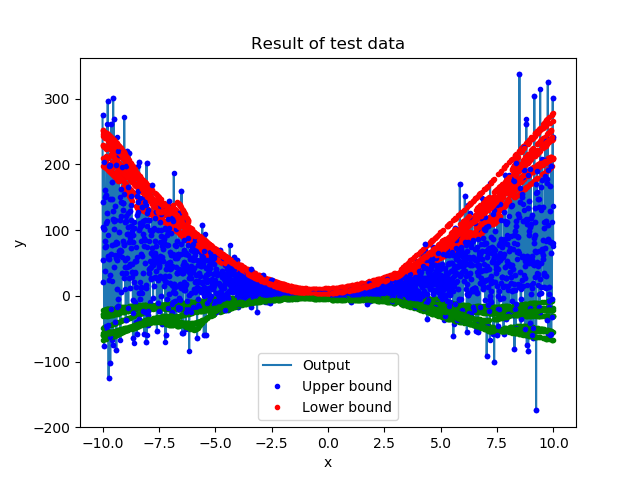 Result of test data
300
200
100
0
−100
−200
y
−10.0
−7.5
−5.0
−2.5
0.0
2.5
5.0
7.5
10.0
x
Output
Upper bound
Lower bound